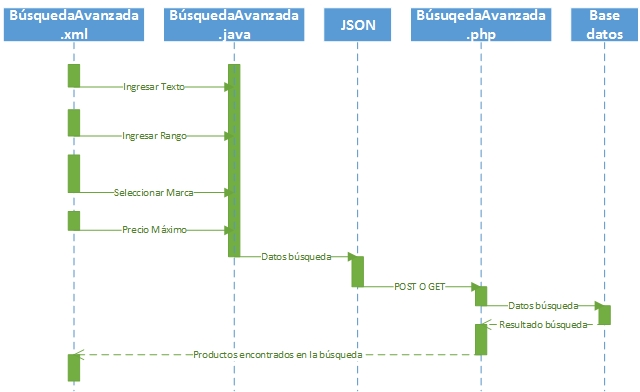 BúsquedaAvanzada
.xml
BúsquedaAvanzada
.java
JSON
BúsuqedaAvanzada
.php
Base
datos
Ingresar Texto
Ingresar Rango
Seleccionar Marca
Precio Máximo
Datos búsqueda
POST O GET
Datos búsqueda
Resultado búsqueda
Productos encontrados en la búsqueda